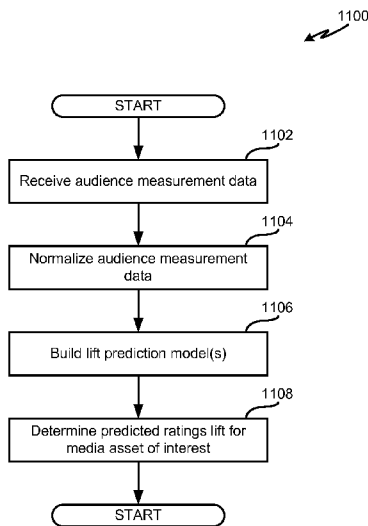 1100
START
1102
Receive audience measurement data
1104
Normalize audience measurement
data
1106
Build lift prediction model(s)
1108
Determine predicted ratings lift for
media asset of interest
START